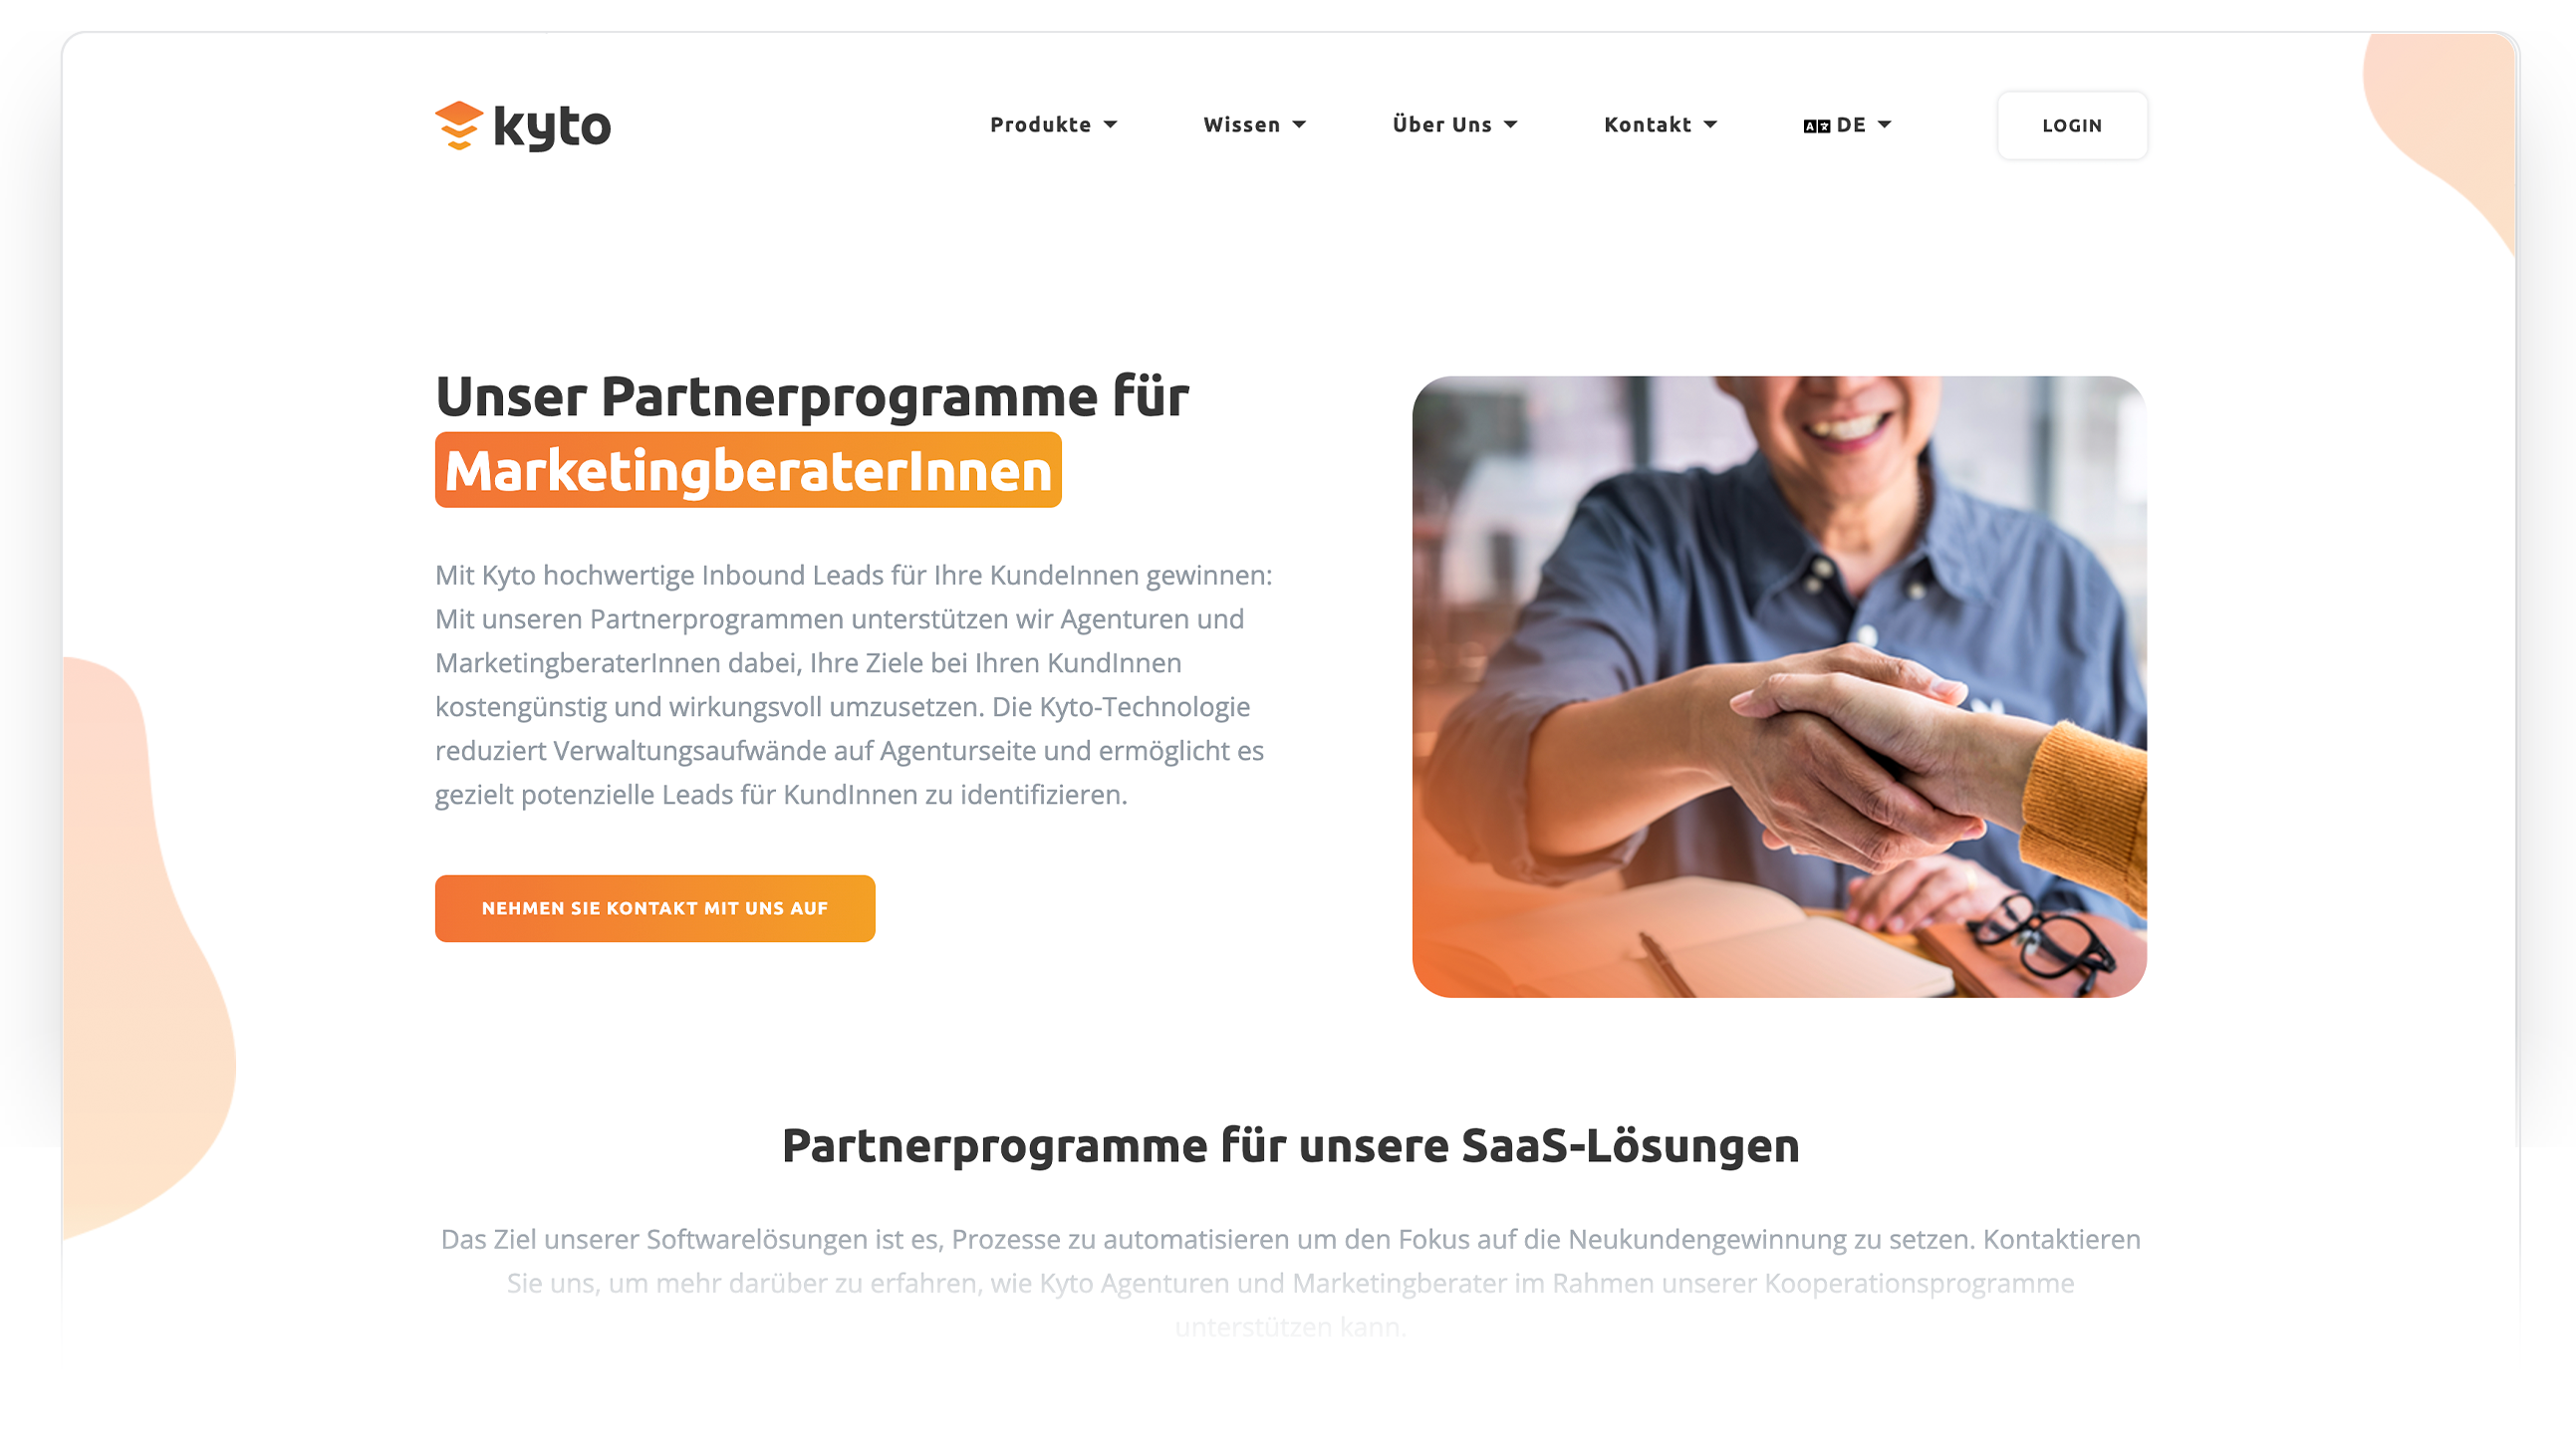 kyto
Produkte
Wissen
Über Uns
Kontakt
DE
LOGIN
Unser Partnerprogramme für
MarketingberaterInnen
Mit Kyto hochwertige Inbound Leads für Ihre KundeInnen gewinnen:
Mit unseren Partnerprogrammen unterstützen wir Agenturen und
MarketingberaterInnen dabei, Ihre Ziele bei Ihren KundInnen
kostengünstig und wirkungsvoll umzusetzen. Die Kyto-Technologie
reduziert Verwaltungsaufwände auf Agenturseite und ermöglicht es
gezielt potenzielle Leads für KundInnen zu identifizieren.
NEHMEN SIE KONTAKT MIT UNS AUF
Partnerprogramme für unsere SaaS-Lösungen
Das Ziel unserer Softwarelösungen ist es, Prozesse zu automatisieren um den Fokus auf die Neukundengewinnung zu setzen. Kontaktieren
Sie uns, um mehr darüber zu erfahren, wie Kyto Agenturen und Marketingberater im Rahmen unserer Kooperationsprogramme
unterstützen kann.